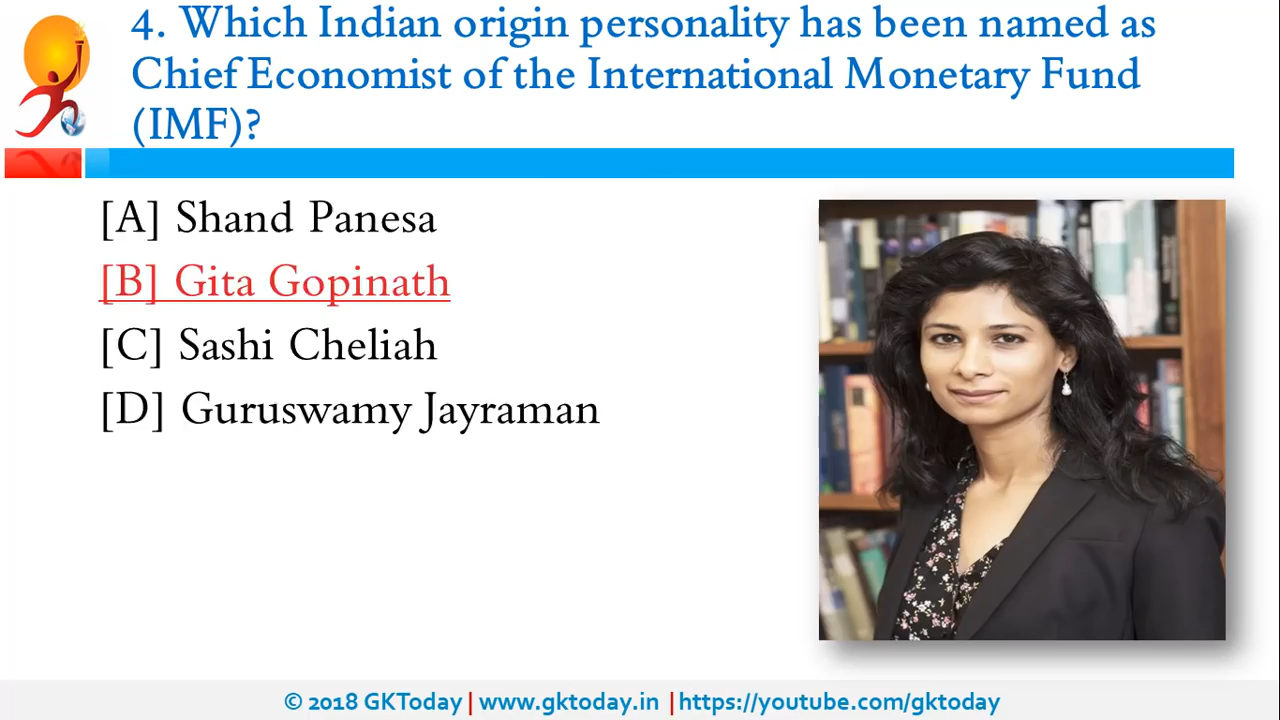 4. Which Indian origin personality has been named as
Chief Economist of the International Monetary Fund
(IMF)?
[A] Shand Panesa
[B] Gita Gopinath
[C] Sashi Cheliah
[D] Guruswamy Jayraman
© 2018 GKToday | www.gktoday.in | https://youtube.com/gktoday